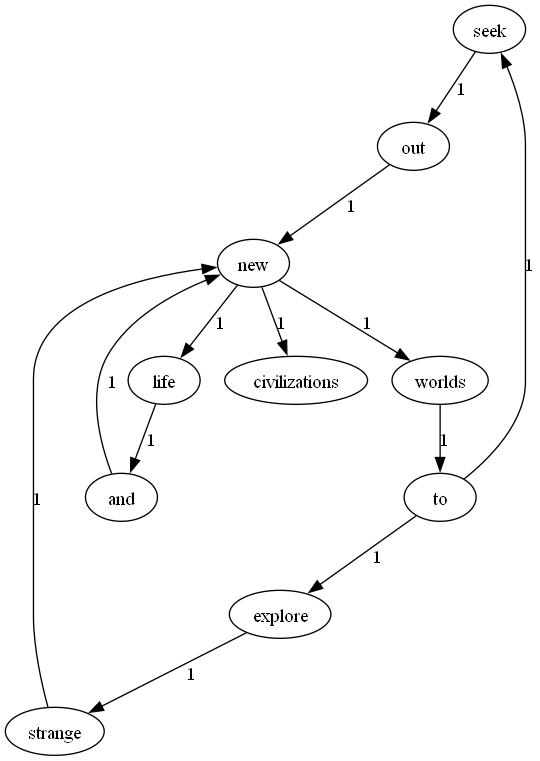 seek
1
out
1
new
1
1
1
1
life
civilizations
worlds
1
1
and
to
1
1
explore
1
1
strange